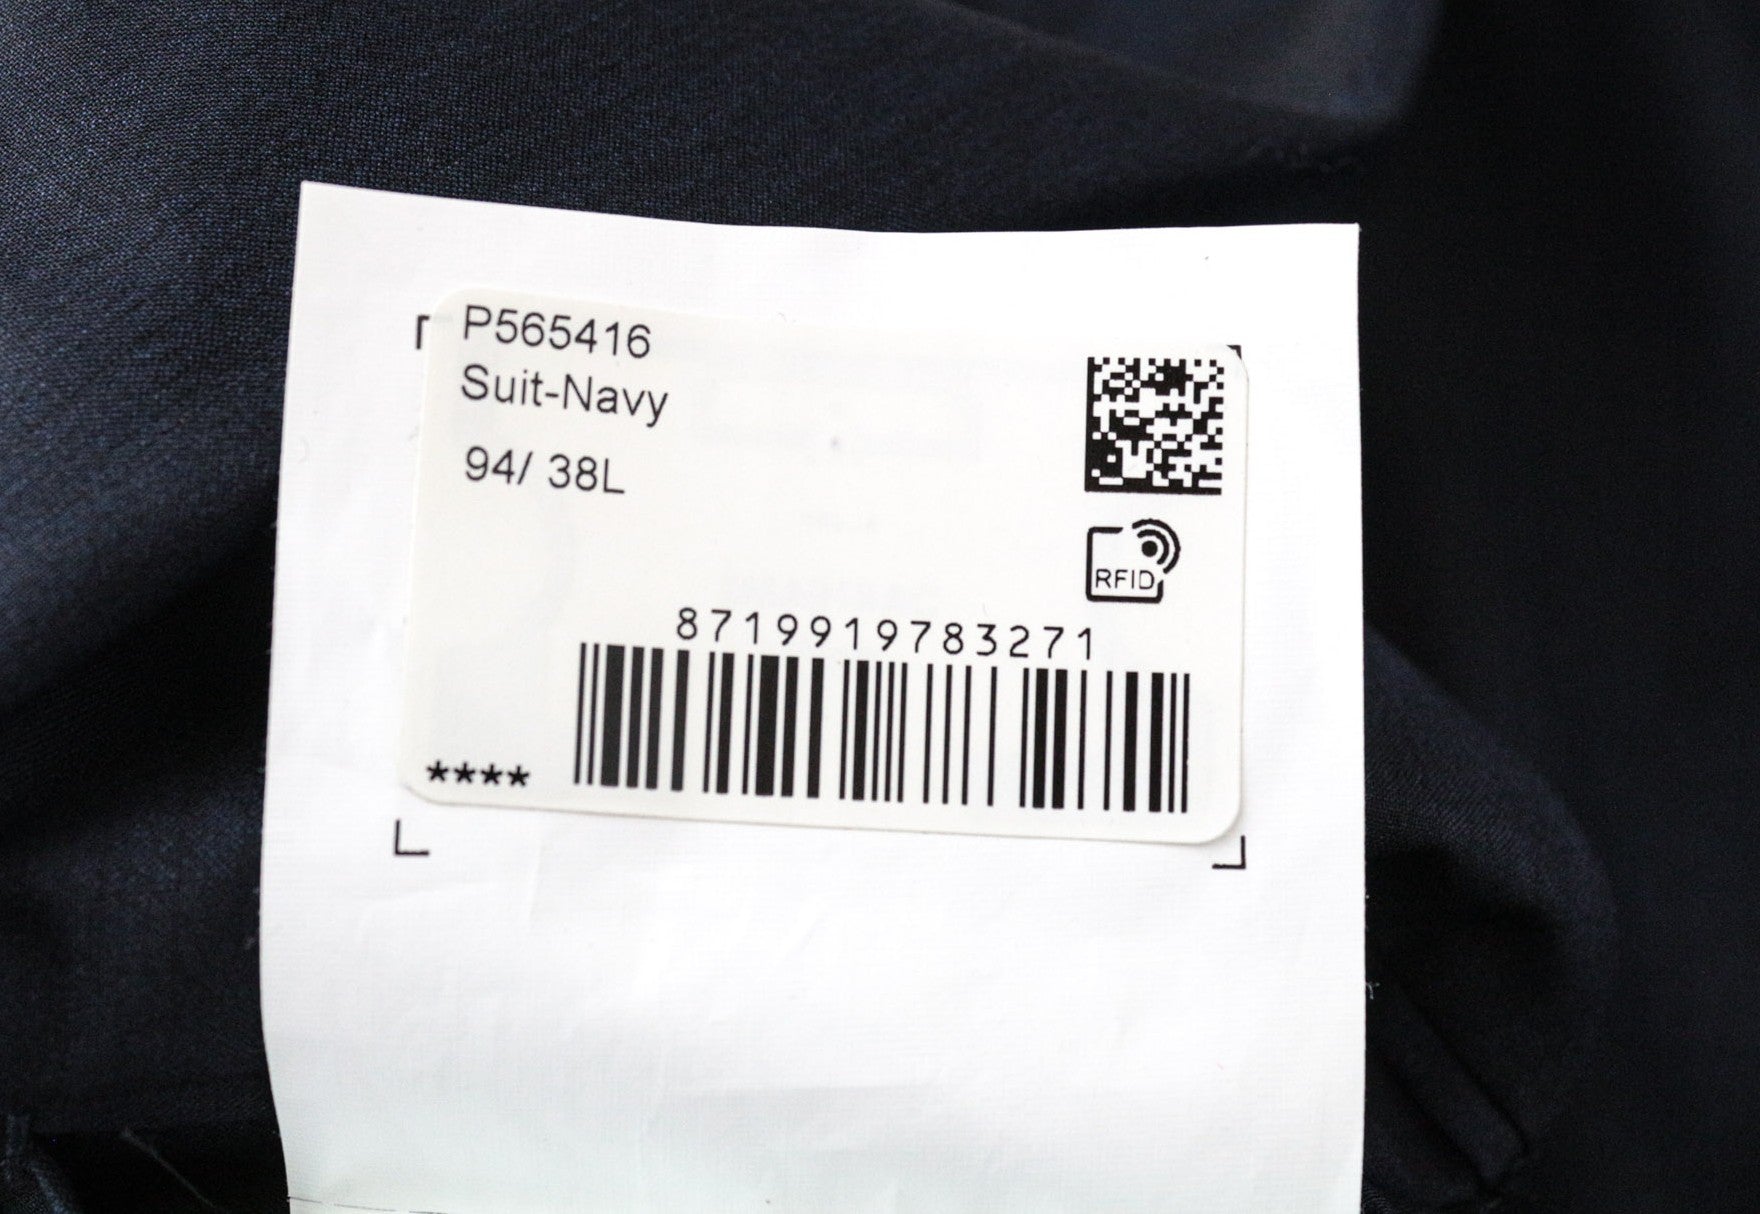 P565416
Suit-Navy
94/ 38L
RFID
8719919783271
****